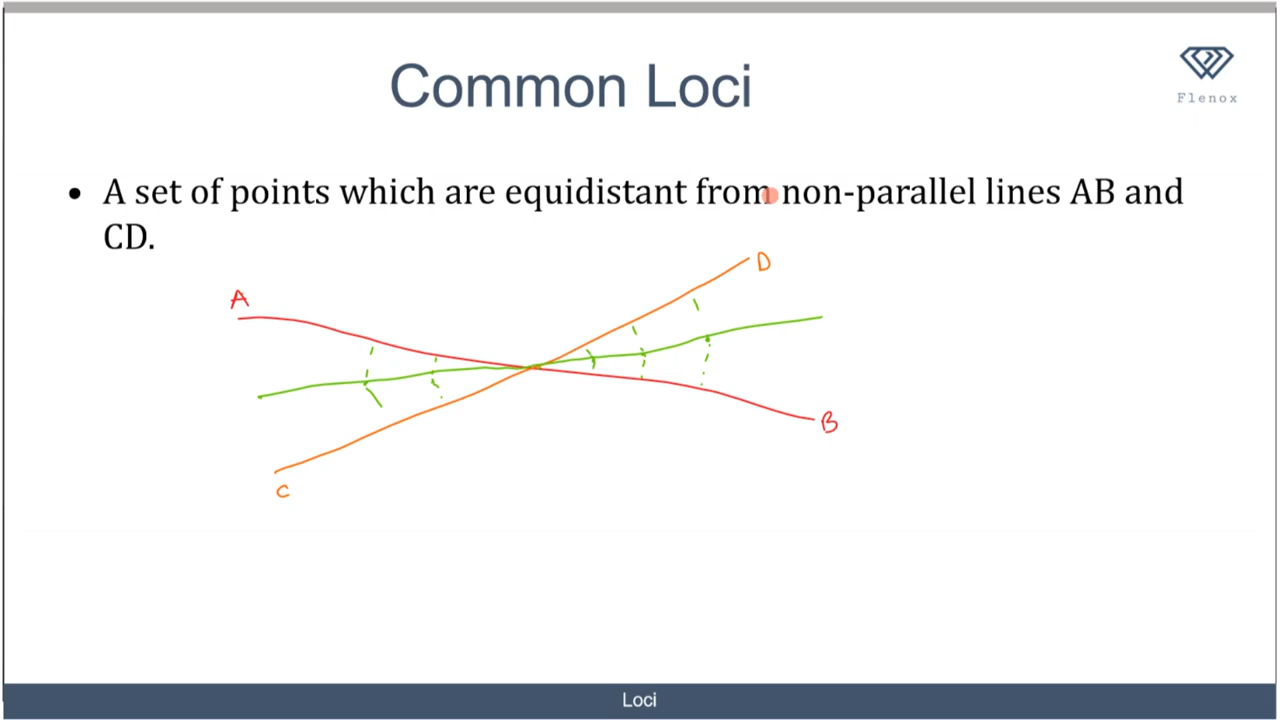 Common Loci
Flenox
• A set of points which are equidistant from non-parallel lines AB and
CD.
D
A
B
C
Loci